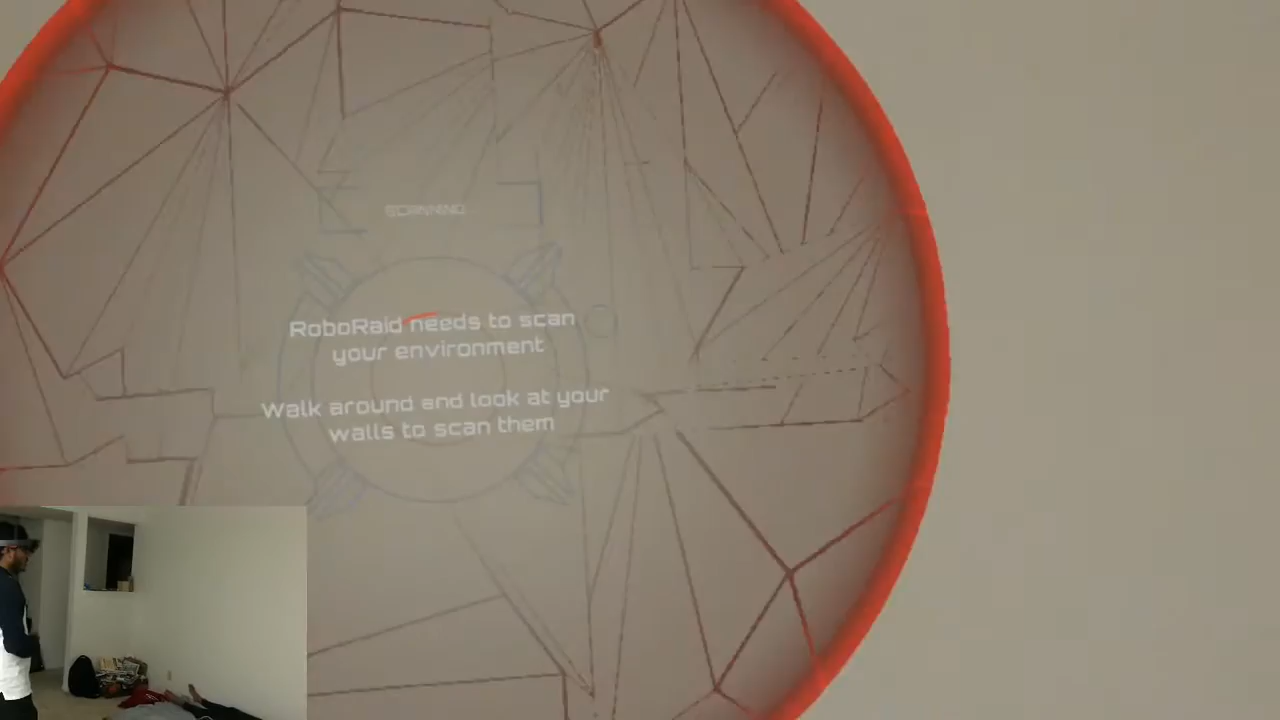 SCANNING
RoboRaid needs to scan
your environment
Walk around and look at your
walls to scan them